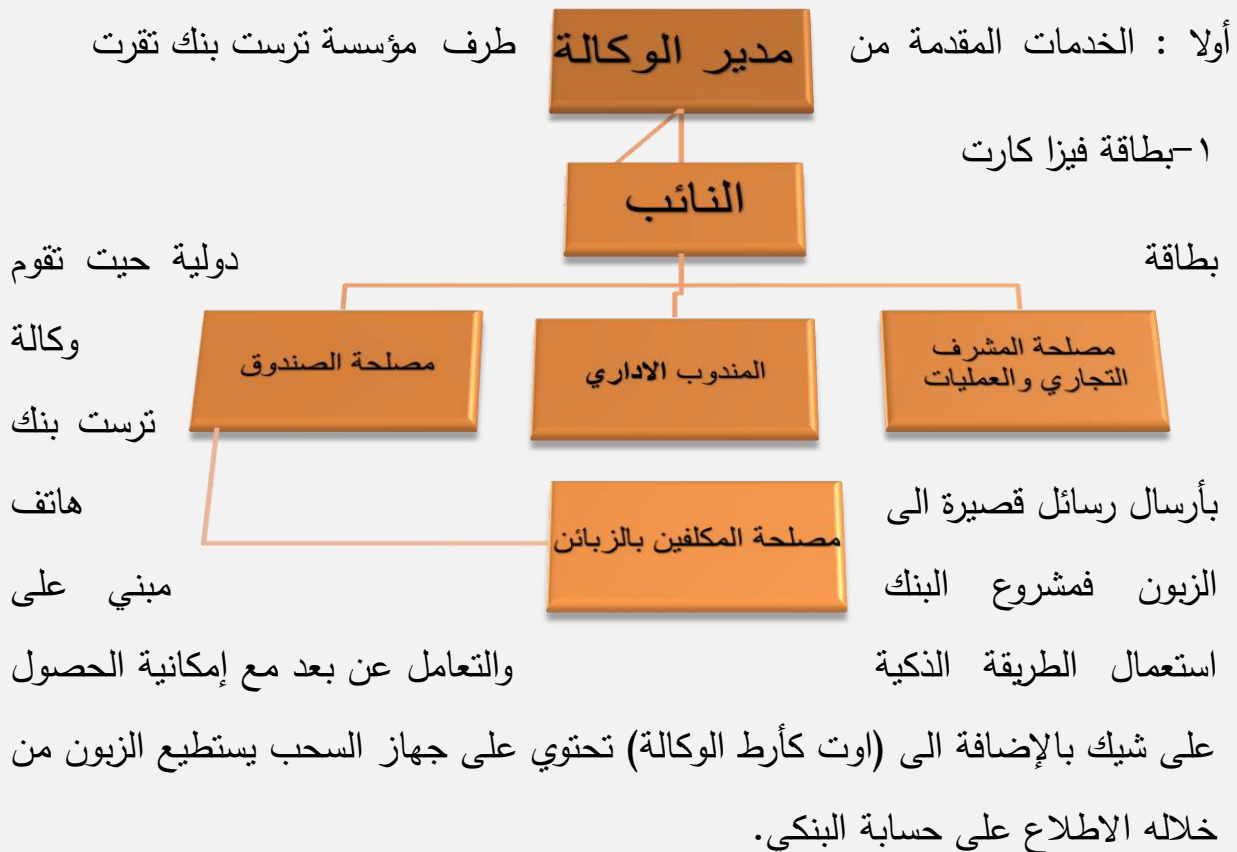 أولا : الخدمات المقدمة من طرف مؤسسة ترست بنك تقرت
مدير الوكالة
١-بطاقة فيزا كارت
النائب
بطاقة دولية حيت تقوم
وكالة
مصلحة المشرف
التجاري والعمليات
المندوب الاداري
مصلحة الصندوق
ترست بنك
بأرسال رسائل قصيرة الى هاتف
مصلحة المكلفين بالزبائن
الزبون فمشروع البنك مبني على
استعمال الطريقة الذكية والتعامل عن بعد مع إمكانية الحصول
على شيك بالإضافة الى (اوت كأرط الوكالة) تحتوي على جهاز السحب يستطيع الزبون من
خلاله الاطلاع على حسابة البنكي.